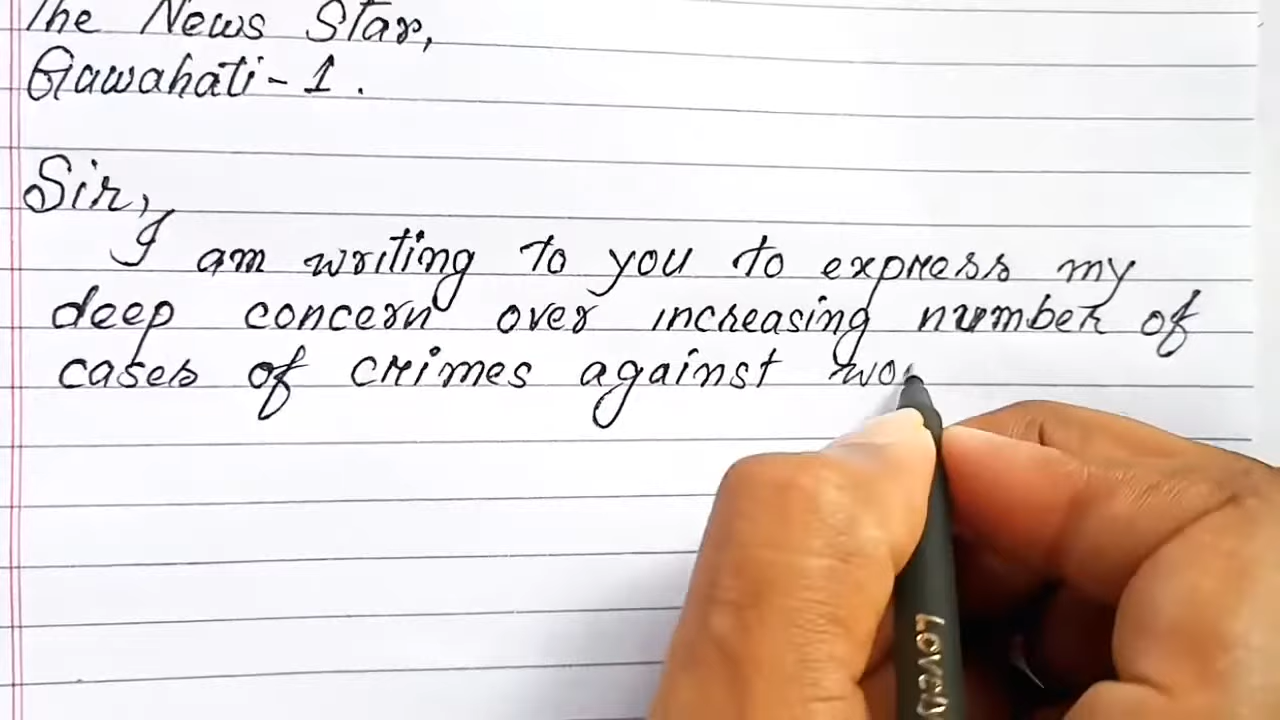 The News Star,
Gawahati-1.
Sir,
I am writing to you to express my
deep concern over increasing number of
cases of crimes against wo
Lovely